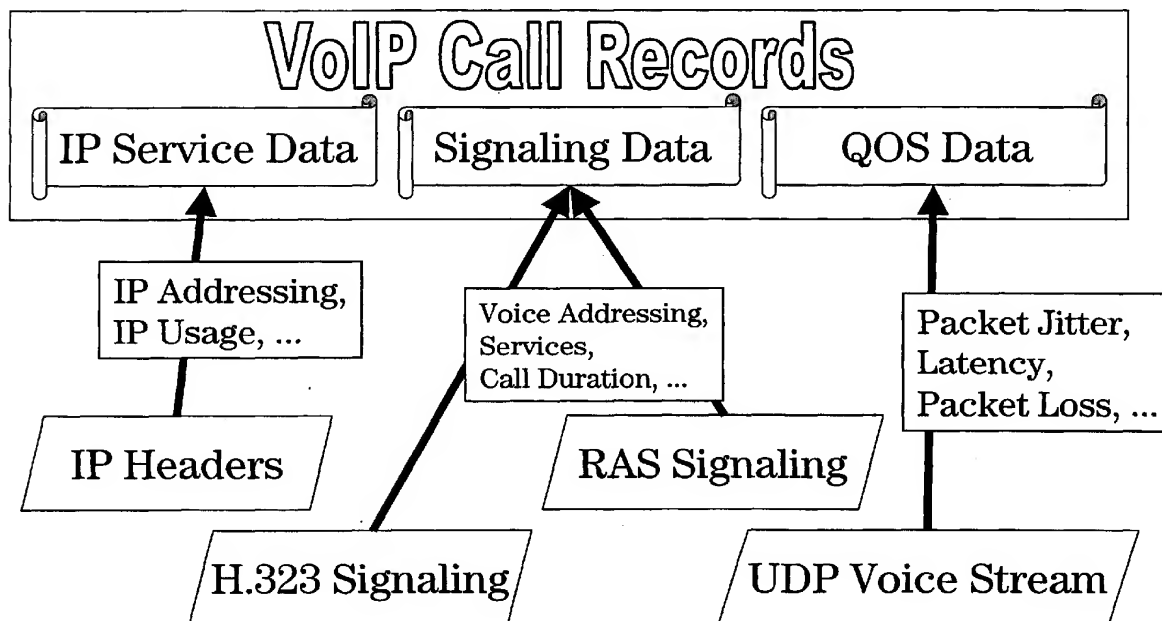 VoIP Call Records
IP Service Data
Signaling Data
QOS Data
IP Addressing,
IP Usage, ...
Voice Addressing,
Services,
Call Duration, ...
Packet Jitter,
Latency,
Packet Loss, ...
IP Headers
RAS Signaling
H.323 Signaling
UDP Voice Stream